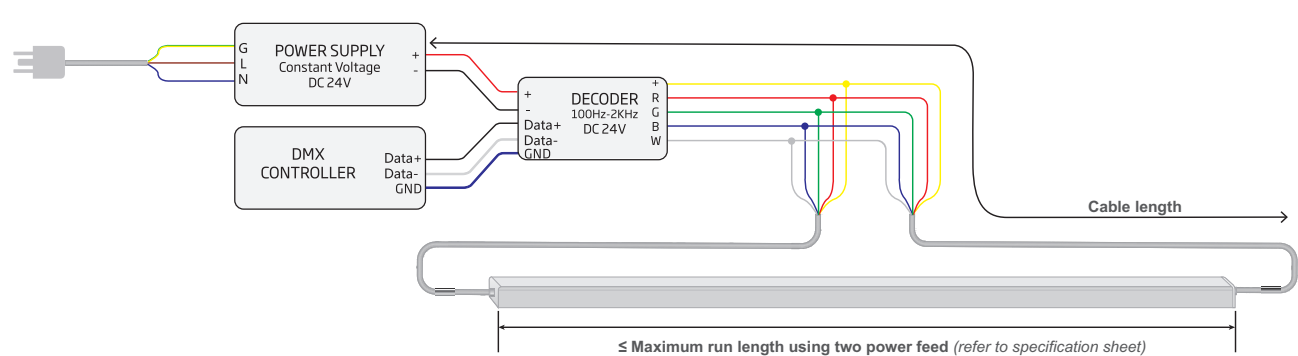 G
L
N
POWER SUPPLY
Constant Voltage
DC 24V
+
-
DMX
CONTROLLER
Data+
Data-
GND
+
-
Data+
Data-
GND
DECODER
100Hz-2KHz
DC 24V
+
R
G
B
W
Cable length
≤ Maximum run length using two power feed (refer to specification sheet)